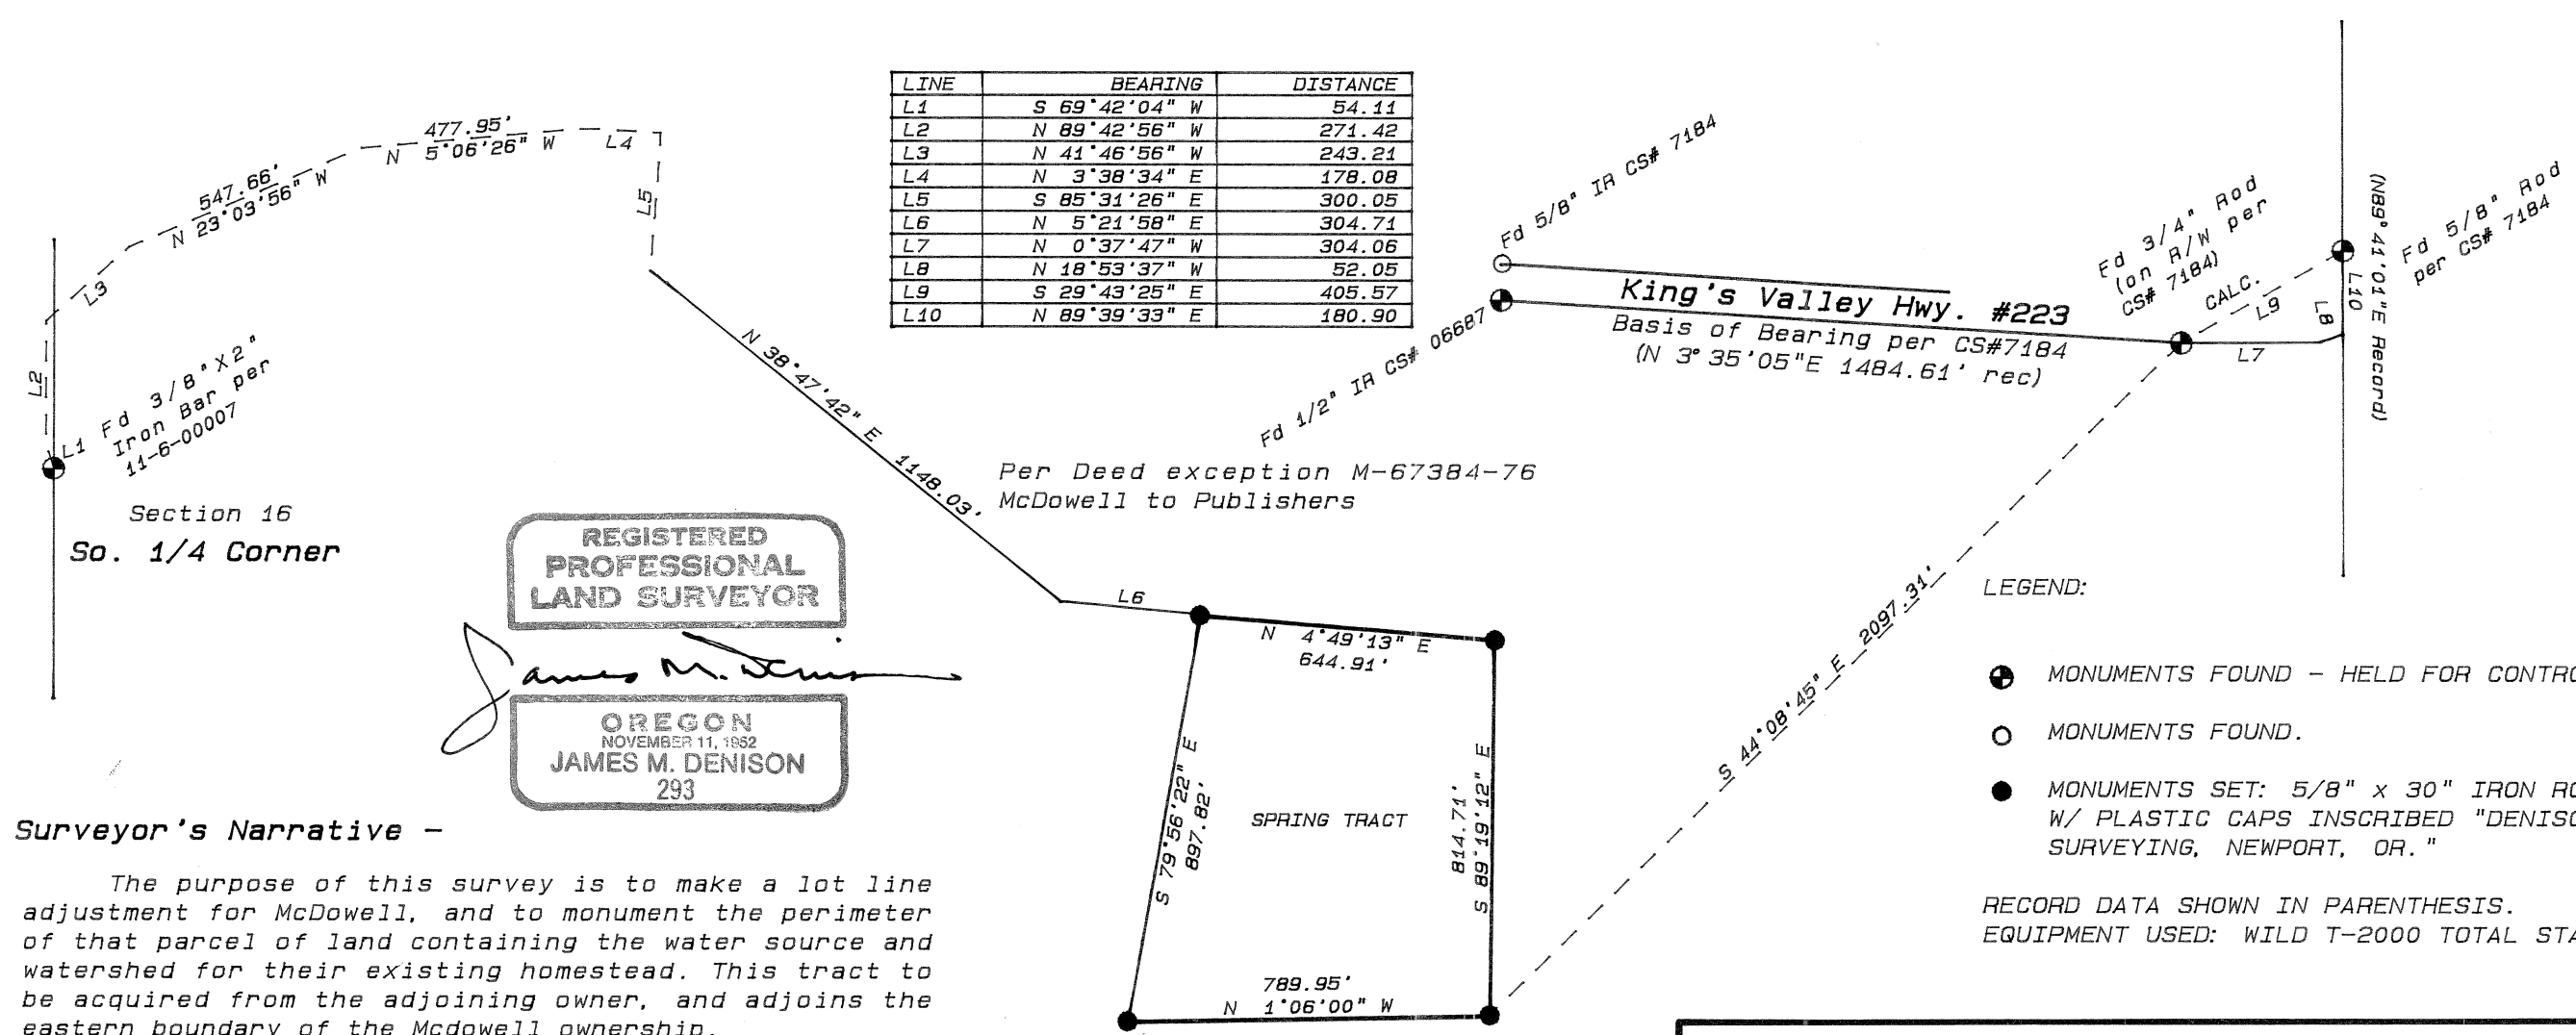 LINE BEARING DISTANCE
L1 S 69°42'04" W 54.11
L2 N 89°42'56" W 271.42
L3 N 41°46'56" W 243.21
L4 N 3°38'34" E 178.08
L5 S 85°31'26" E 300.05
L6 N 5°21'58" E 304.71
L7 N 0°37'47" W 304.06
L8 N 18°53'37" W 52.05
L9 S 29°43'25" E 405.57
L10 N 89°39'33" E 180.90
477.95'
N 5°06'26" W
L4
547.66'
N 23°03'56" W
L3
L5
L2
L1
Fd 3/8"X2"
Iron Bar per
11-6-00007
Section 16
So. 1/4 Corner
N 38°47'42" E 1148.03'
Per Deed exception M-67384-76
McDowell to Publishers
Fd 5/8" IR CS# 7184
Fd 1/2" IR CS# 06687
King's Valley Hwy. #223
Basis of Bearing per CS#7184
(N 3°35'05"E 1484.61' rec)
Fd 3/4" Rod
(on R/W per
CS# 7184)
CALC.
L9
L7
L8
L10
(N89°41'01"E Record)
Fd 5/8" Rod
per CS# 7184
L6
N 4°49'13" E
644.91'
S 79°56'22" E
897.82'
SPRING TRACT
814.71'
S 89°19'12" E
789.95'
N 1°06'00" W
S 44°08'45" E 2097.31'
REGISTERED
PROFESSIONAL
LAND SURVEYOR
James M. Denison
OREGON
NOVEMBER 11, 1952
JAMES M. DENISON
293
LEGEND:
MONUMENTS FOUND - HELD FOR CONTRO
MONUMENTS FOUND.
MONUMENTS SET: 5/8" x 30" IRON RO
W/ PLASTIC CAPS INSCRIBED "DENISO
SURVEYING, NEWPORT, OR."
RECORD DATA SHOWN IN PARENTHESIS.
EQUIPMENT USED: WILD T-2000 TOTAL STA
Surveyor's Narrative -
The purpose of this survey is to make a lot line
adjustment for McDowell, and to monument the perimeter
of that parcel of land containing the water source and
watershed for their existing homestead. This tract to
be acquired from the adjoining owner, and adjoins the
eastern boundary of the Mcdowell ownership.